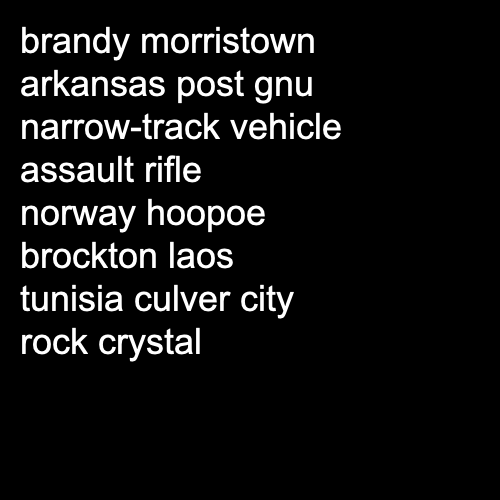 brandy morristown
arkansas post gnu
narrow-track vehicle
assault rifle
norway hoopoe
brockton laos
tunisia culver city
rock crystal